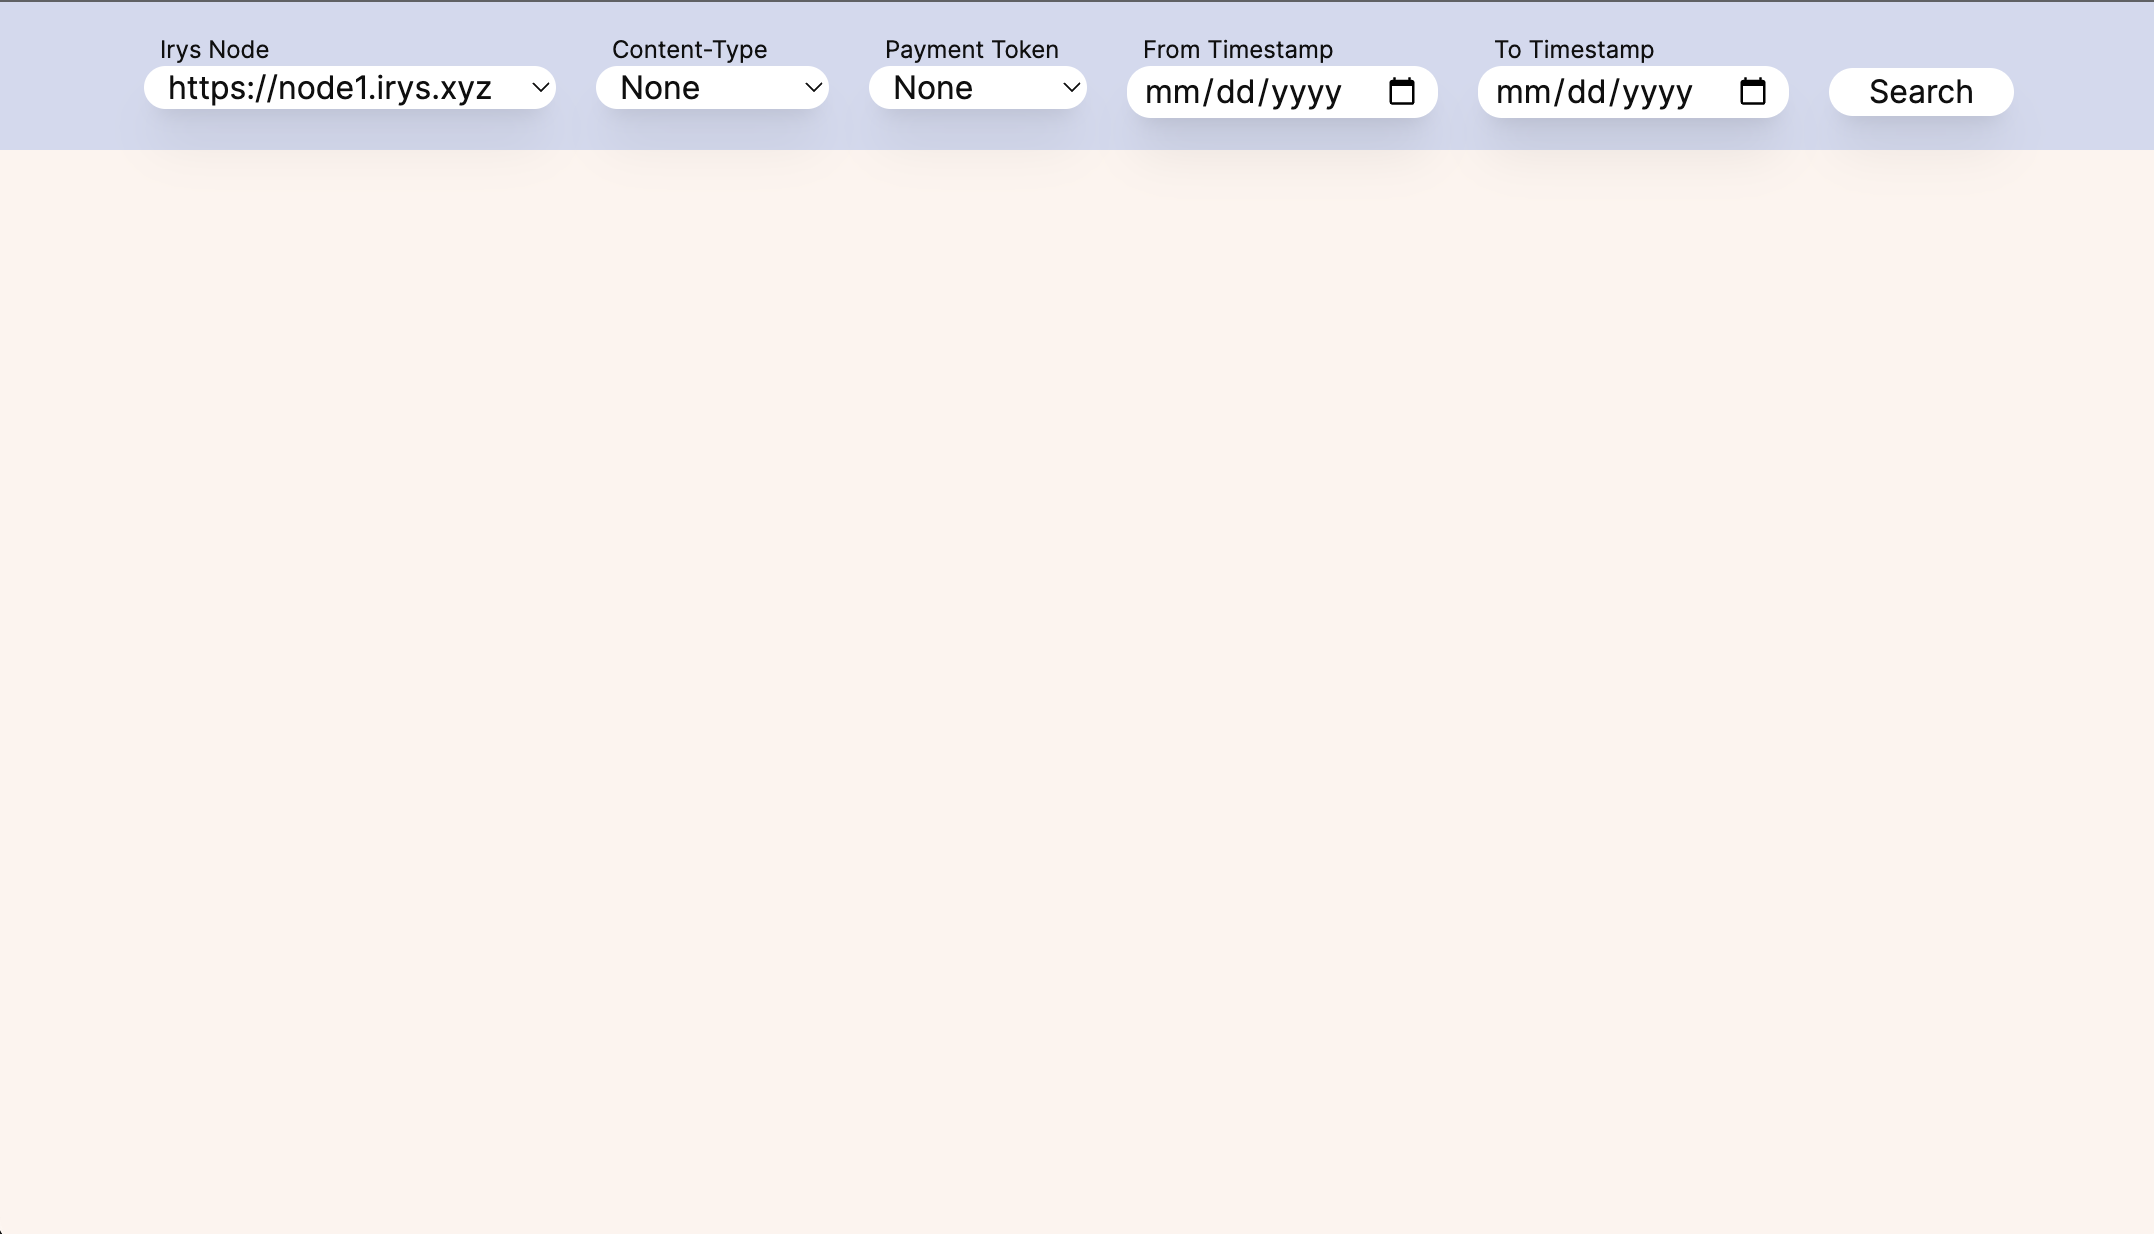 Irys Node
https://node1.irys.xyz
Content-Type
None
Payment Token
None
From Timestamp
mm/dd/yyyy
To Timestamp
mm/dd/yyyy
Search